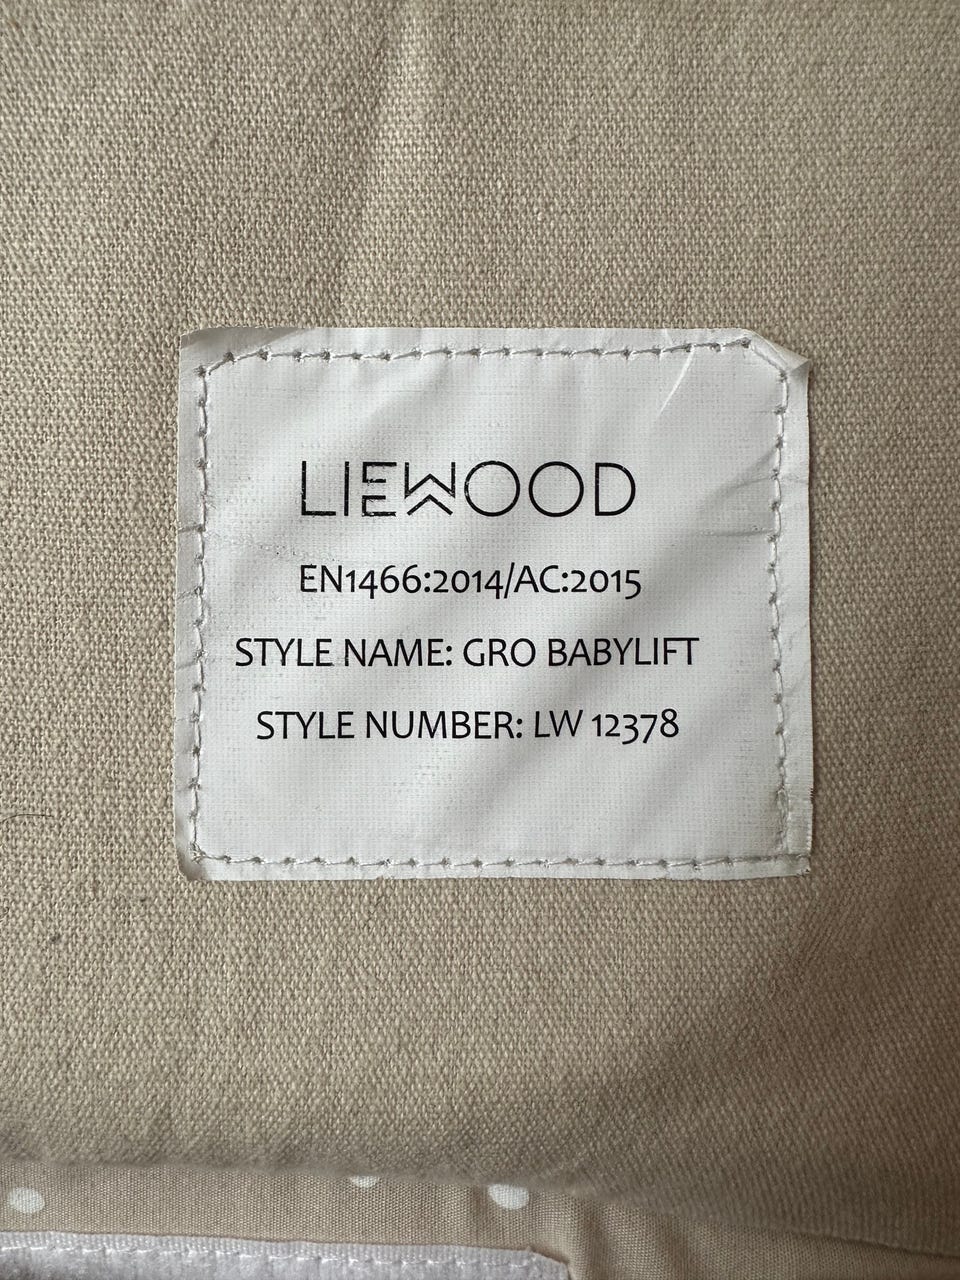 LIEWOOD
EN1466:2014/AC:2015
STYLE NAME: GRO BABYLIFT
STYLE NUMBER: LW 12378